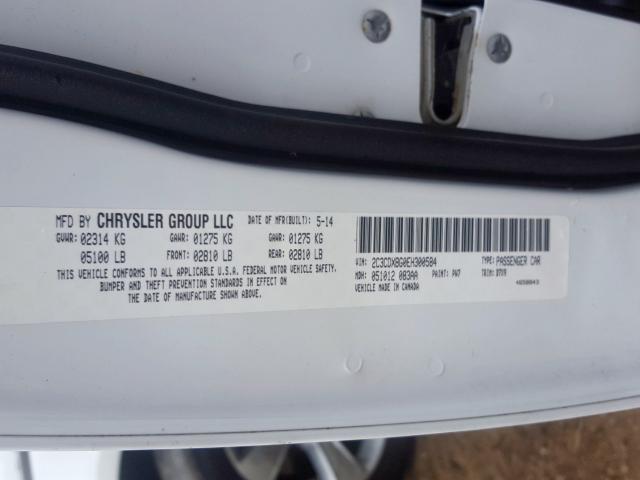 MFD BY CHRYSLER GROUP LLC DATE OF MFR(BUILT): 5-14
GVWR: 02314 KG GAWR: 01275 KG GAWR: 01275 KG
05100 LB FRONT: 02810 LB REAR: 02810 LB
THIS VEHICLE CONFORMS TO ALL APPLICABLE U.S.A. FEDERAL MOTOR VEHICLE SAFETY,
BUMPER AND THEFT PREVENTION STANDARDS IN EFFECT ON
THE DATE OF MANUFACTURE SHOWN ABOVE.
VIN: 2C3CDXBG0EH300504 TYPE: PASSENGER CAR
MDH: 051012 083AA PAINT: PW7 TRIM: D7V9
VEHICLE MADE IN CANADA 4650043